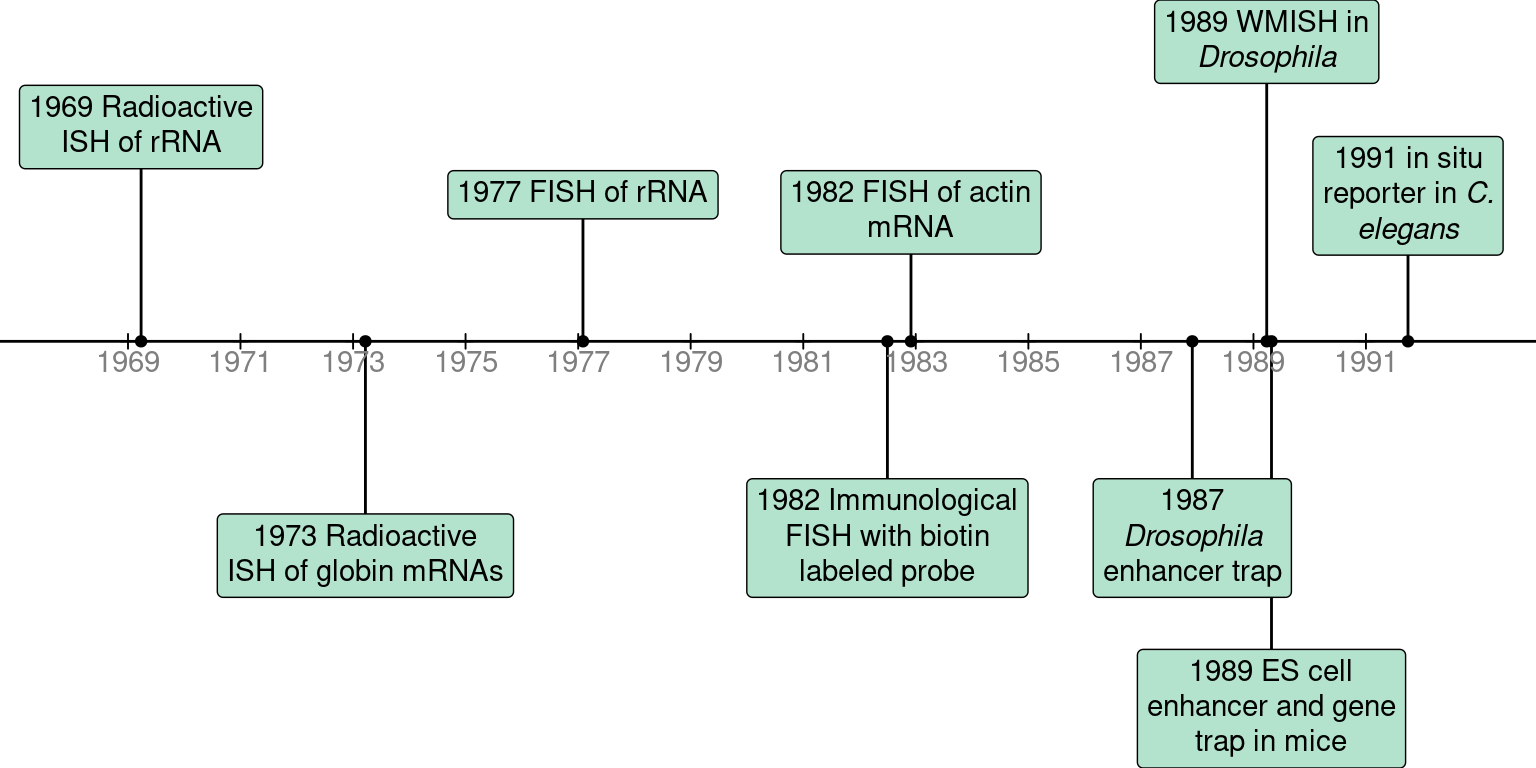 1989 WMISH in
Drosophila
1969 Radioactive
ISH of rRNA
1991 in situ
reporter in C.
elegans
1977 FISH of rRNA
1982 FISH of actin
mRNA
1969 1971 1973 1975 1977 1979 1981 1983 1985 1987 1989 1991
1973 Radioactive
ISH of globin mRNAs
1982 Immunological
FISH with biotin
labeled probe
1987
Drosophila
enhancer trap
1989 ES cell
enhancer and gene
trap in mice